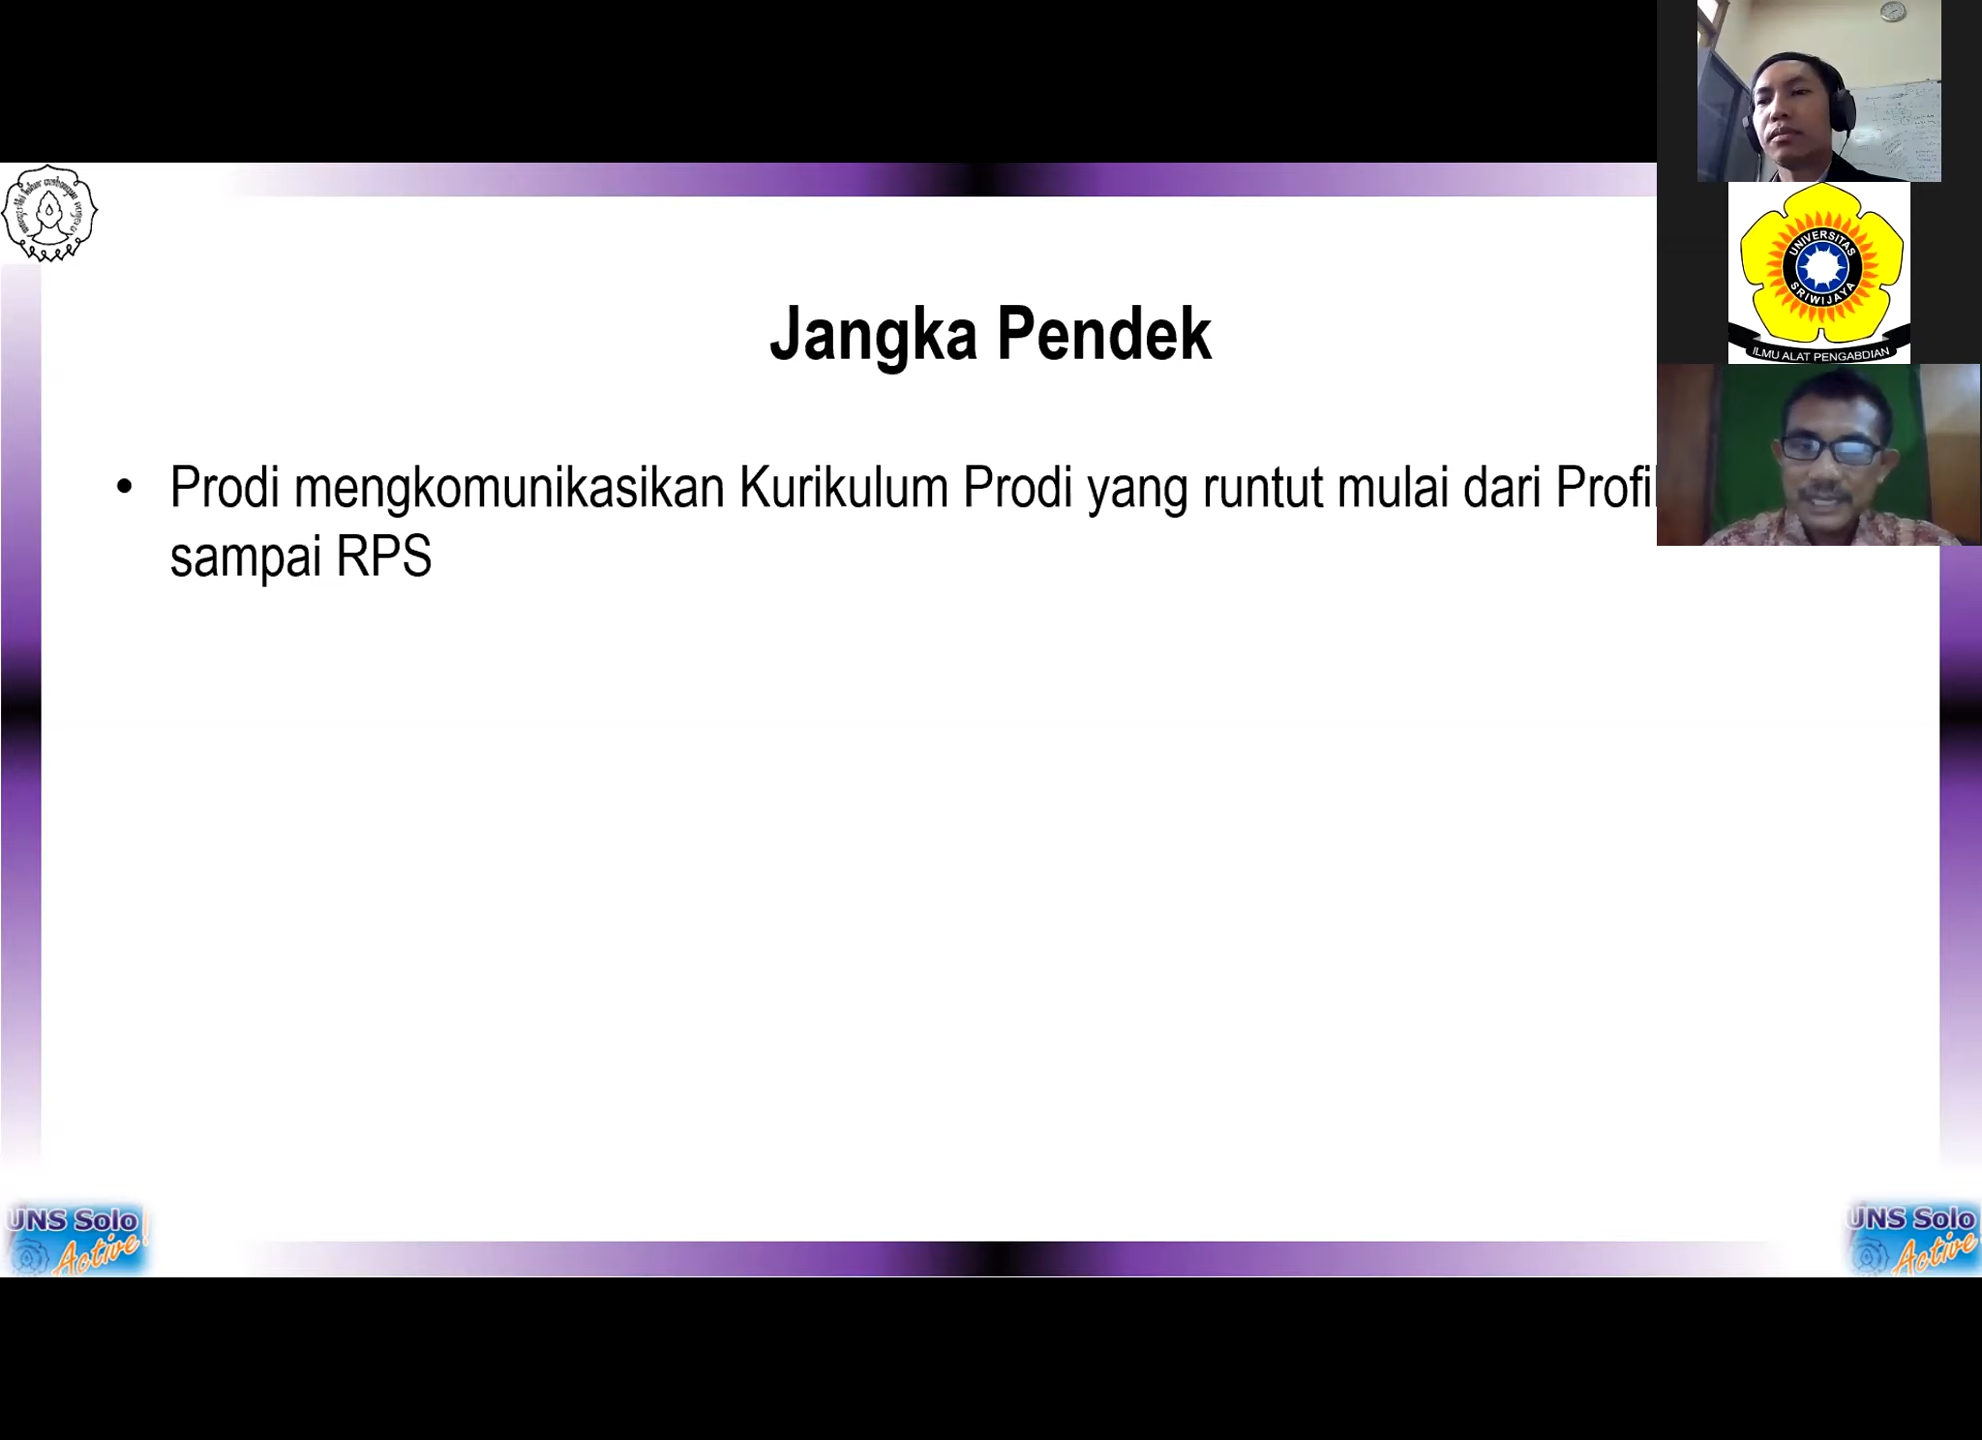 Jangka Pendek
• Prodi mengkomunikasikan Kurikulum Prodi yang runtut mulai dari Profil
sampai RPS
UNIVERSITAS
SRIWIJAYA
ILMU ALAT PENGABDIAN
UNS Solo
Active!
UNS Solo
Active